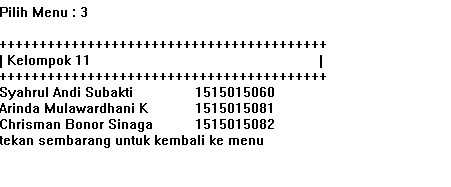 Pilih Menu : 3
+++++++++++++++++++++++++++++++++++++++++
| Kelompok 11 |
+++++++++++++++++++++++++++++++++++++++++
Syahrul Andi Subakti 1515015060
Arinda Mulawardhani K 1515015081
Chrisman Bonor Sinaga 1515015082
tekan sembarang untuk kembali ke menu